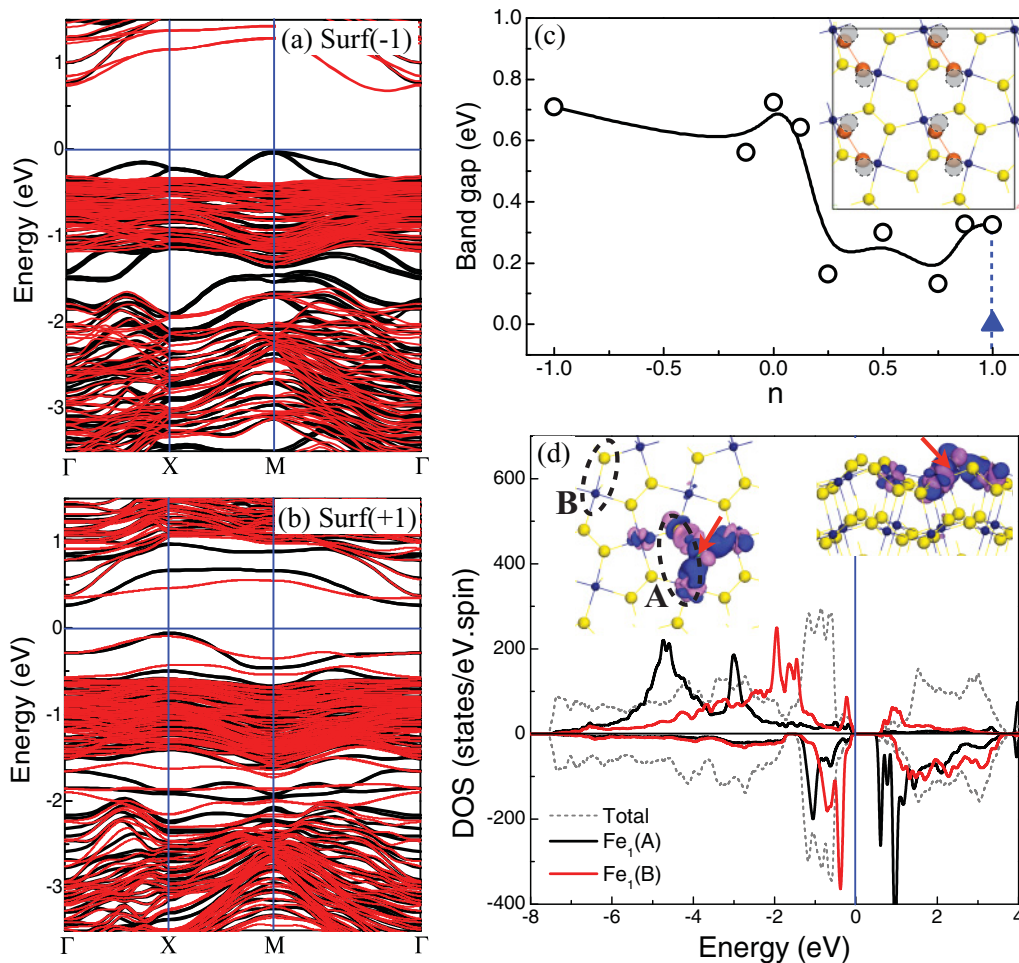 (a) Surf(-1)
Energy (eV)
1
0
-1
-2
-3
Γ X M Γ
(b) Surf(+1)
Energy (eV)
1
0
-1
-2
-3
Γ X M Γ
(c)
Band gap (eV)
1.0
0.8
0.6
0.4
0.2
0.0
-1.0 -0.5 0.0 0.5 1.0
n
(d)
B
A
DOS (states/eV.spin)
600
400
200
0
-200
-400
Total
Fe₁(A)
Fe₁(B)
-8 -6 -4 -2 0 2 4
Energy (eV)